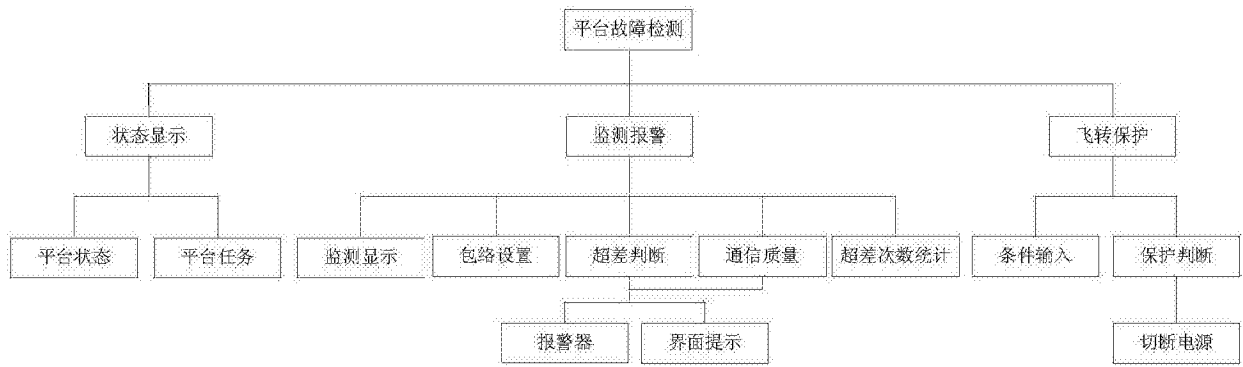 平台故障检测
状态显示
监测报警
飞转保护
平台状态
平台任务
监测显示
包络设置
超差判断
通信质量
超差次数统计
条件输入
保护判断
报警器
界面提示
切断电源